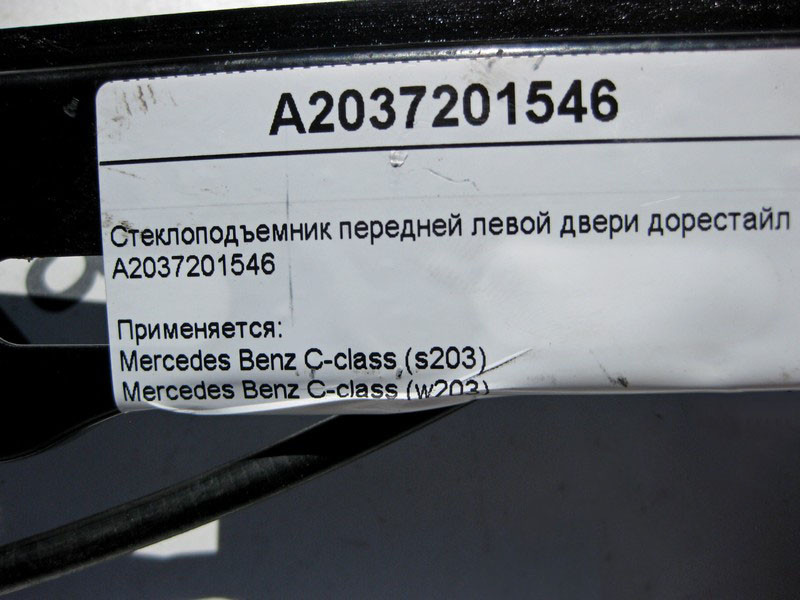 A2037201546
Стеклоподъемник передней левой двери дорестайл
A2037201546
Применяется:
Mercedes Benz C-class (s203)
Mercedes Benz C-class (w203)